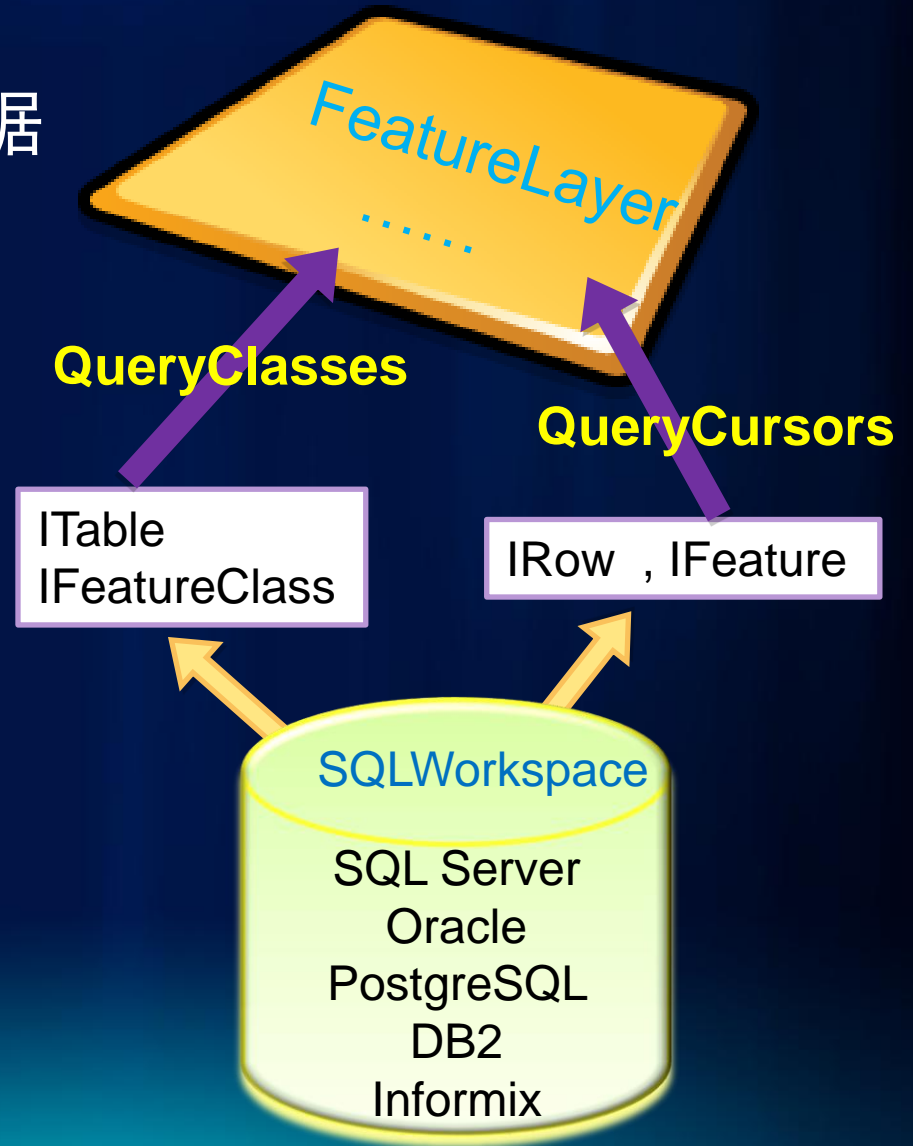 据
FeatureLayer
......
QueryClasses
QueryCursors
ITable
IFeatureClass
IRow , IFeature
SQLWorkspace
SQL Server
Oracle
PostgreSQL
DB2
Informix